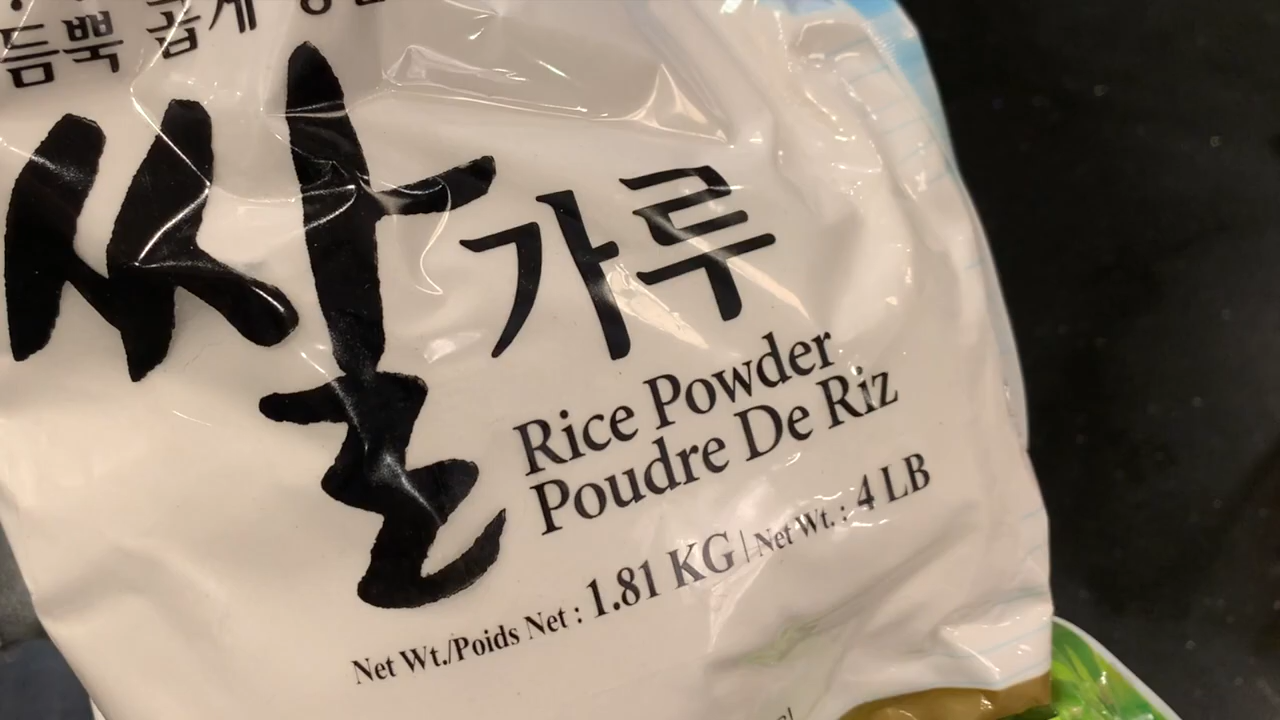 듬뿍 곱게
쌀가루
Rice Powder
Poudre De Riz
Net Wt./Poids Net : 1.81 KG | Net Wt. : 4 LB